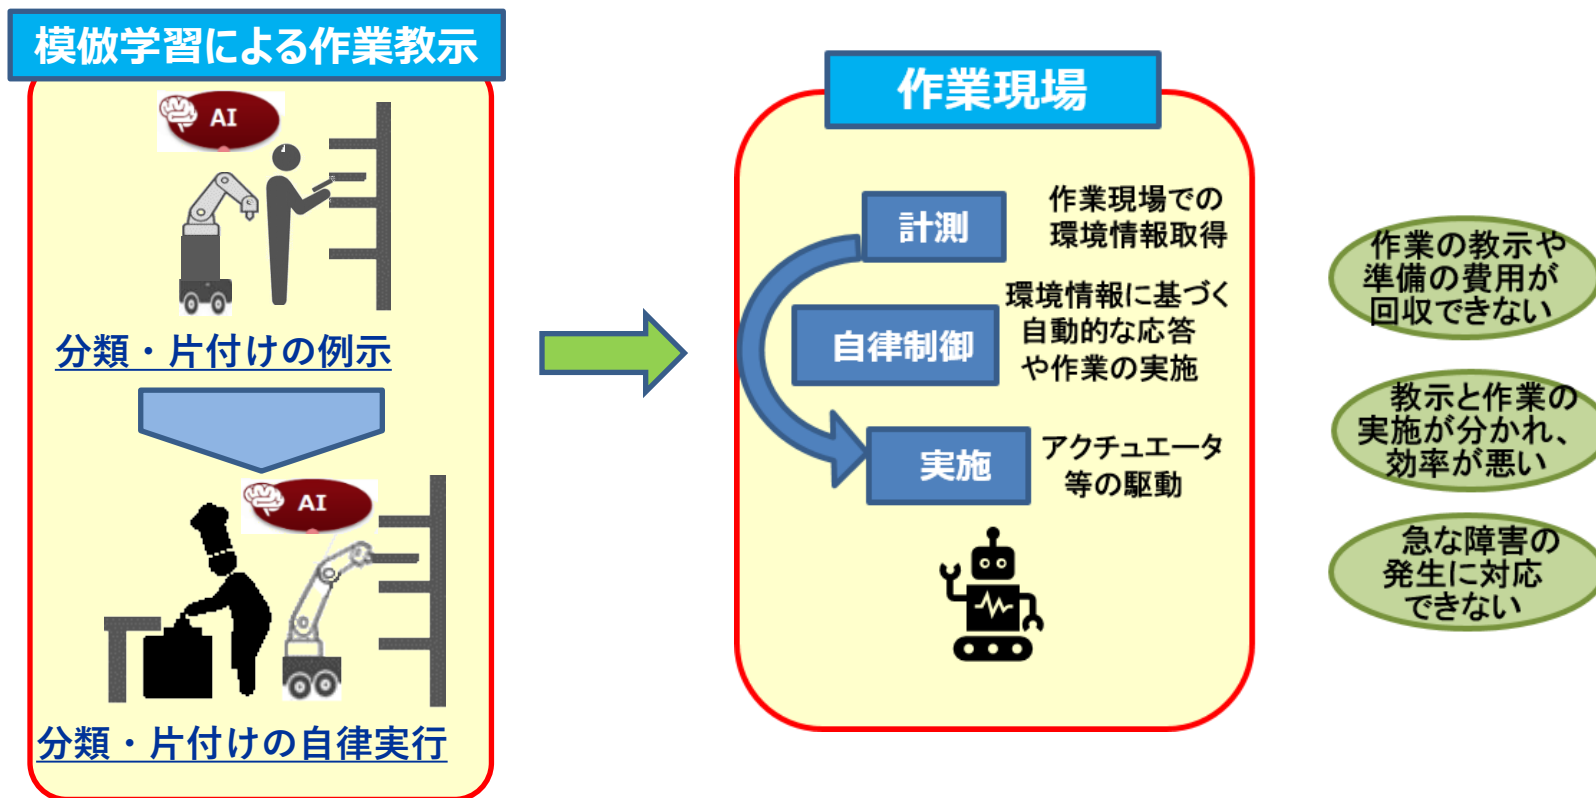 模倣学習による作業教示
AI
分類・片付けの例示
AI
分類・片付けの自律実行
作業現場
計測
作業現場での
環境情報取得
自律制御
環境情報に基づく
自動的な応答
や作業の実施
実施
アクチュエータ
等の駆動
作業の教示や
準備の費用が
回収できない
教示と作業の
実施が分かれ、
効率が悪い
急な障害の
発生に対応
できない